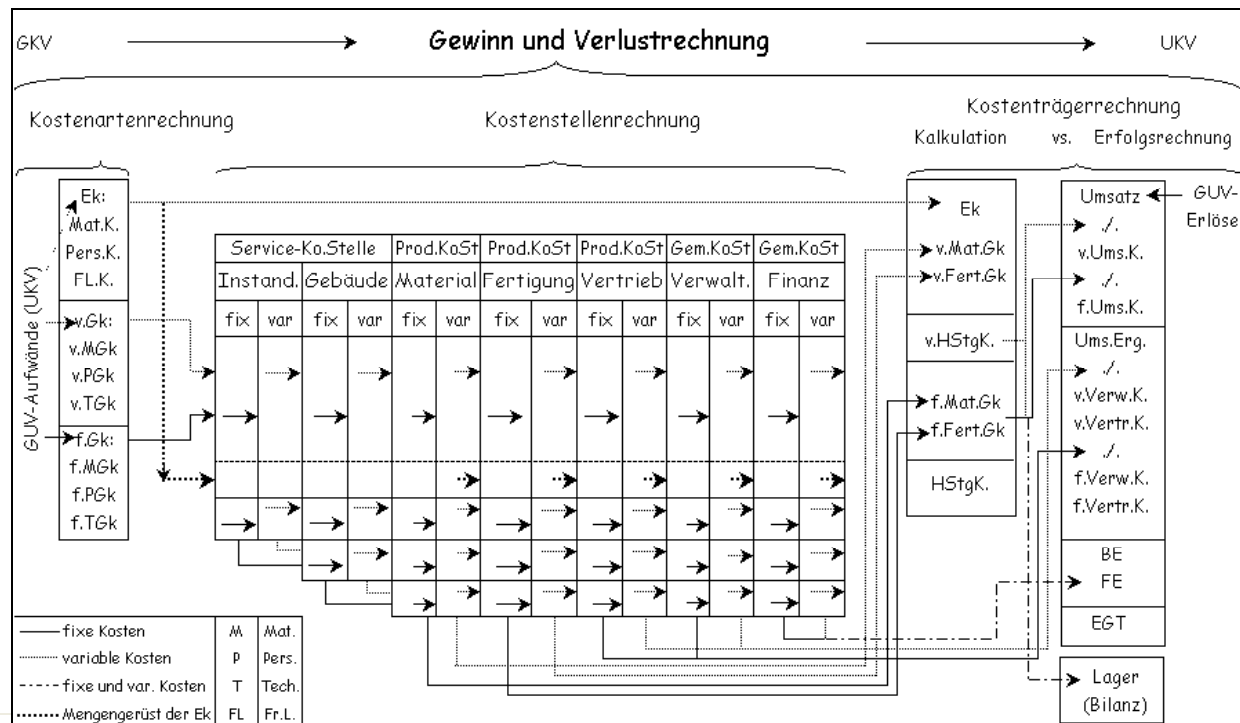 GKV Gewinn und Verlustrechnung UKV
Kostenartenrechnung
Kostenstellenrechnung
Kostenträgerrechnung
Kalkulation vs. Erfolgsrechnung
GUV-Aufwände (UKV)
Ek:
Mat.K.
Pers.K.
FL.K.
v.Gk:
v.MGk
v.PGk
v.TGk
f.Gk:
f.MGk
f.PGk
f.TGk
Service-Ko.Stelle Prod.KoSt Prod.KoSt Prod.KoSt Gem.KoSt Gem.KoSt
Instand. Gebäude Material Fertigung Vertrieb Verwalt. Finanz
fix var fix var fix var fix var fix var fix var fix var
Ek
v.Mat.Gk
v.Fert.Gk
v.HStgK.
f.Mat.Gk
f.Fert.Gk
HStgK.
Umsatz
./.
v.Ums.K.
./.
f.Ums.K.
Ums.Erg.
./.
v.Verw.K.
v.Vertr.K.
./.
f.Verw.K.
f.Vertr.K.
BE
FE
EGT
Lager
(Bilanz)
GUV-
Erlöse
fixe Kosten M Mat.
variable Kosten P Pers.
fixe und var. Kosten T Tech.
Mengengerüst der Ek FL Fr.L.